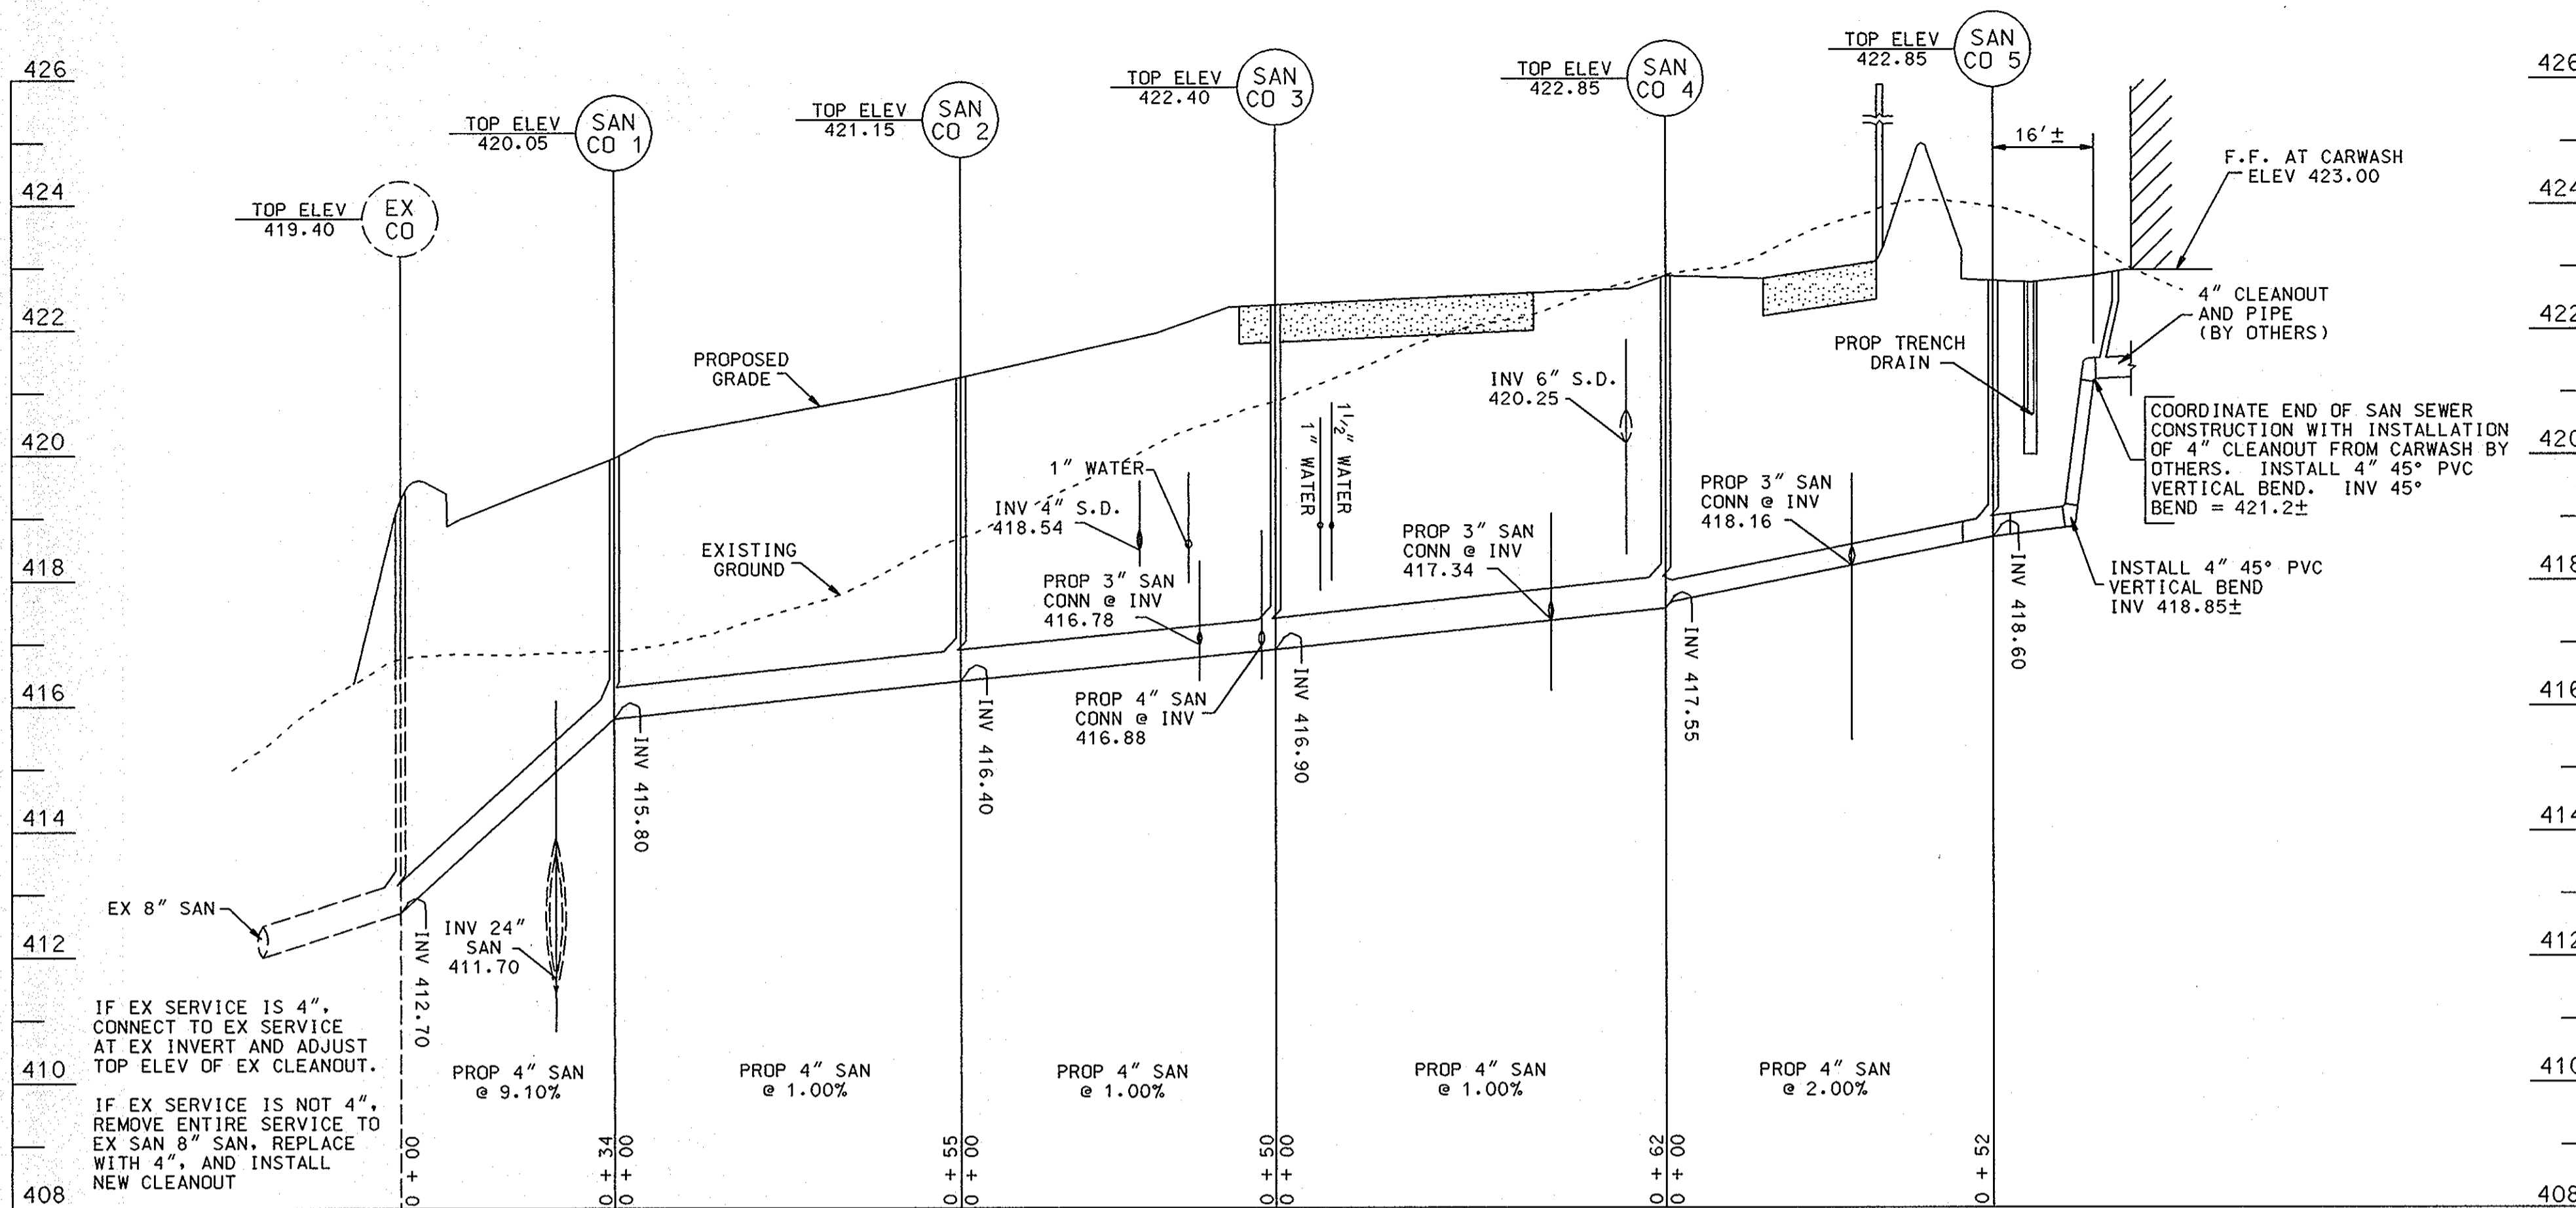 426
424
422
420
418
416
414
412
410
408
TOP ELEV
419.40
EX
CO
TOP ELEV
420.05
SAN
CO 1
TOP ELEV
421.15
SAN
CO 2
TOP ELEV
422.40
SAN
CO 3
TOP ELEV
422.85
SAN
CO 4
TOP ELEV
422.85
SAN
CO 5
16'±
F.F. AT CARWASH
ELEV 423.00
4" CLEANOUT
AND PIPE
(BY OTHERS)
PROP TRENCH
DRAIN
COORDINATE END OF SAN SEWER
CONSTRUCTION WITH INSTALLATION
OF 4" CLEANOUT FROM CARWASH BY
OTHERS. INSTALL 4" 45° PVC
VERTICAL BEND. INV 45°
BEND = 421.2±
INSTALL 4" 45° PVC
VERTICAL BEND
INV 418.85±
PROPOSED
GRADE
EXISTING
GROUND
1" WATER
INV 4" S.D.
418.54
PROP 3" SAN
CONN @ INV
416.78
PROP 4" SAN
CONN @ INV
416.88
1" WATER
1 1/2" WATER
INV 6" S.D.
420.25
PROP 3" SAN
CONN @ INV
417.34
PROP 3" SAN
CONN @ INV
418.16
INV 412.70
INV 415.80
INV 416.40
INV 416.90
INV 417.55
INV 418.60
EX 8" SAN
INV 24"
SAN
411.70
IF EX SERVICE IS 4",
CONNECT TO EX SERVICE
AT EX INVERT AND ADJUST
TOP ELEV OF EX CLEANOUT.
IF EX SERVICE IS NOT 4",
REMOVE ENTIRE SERVICE TO
EX SAN 8" SAN, REPLACE
WITH 4", AND INSTALL
NEW CLEANOUT
PROP 4" SAN
@ 9.10%
PROP 4" SAN
@ 1.00%
PROP 4" SAN
@ 1.00%
PROP 4" SAN
@ 1.00%
PROP 4" SAN
@ 2.00%
0 + 00
0 + 34
0 + 00
0 + 55
0 + 00
0 + 50
0 + 00
0 + 62
0 + 00
0 + 52
426
424
422
420
418
416
414
412
410
408